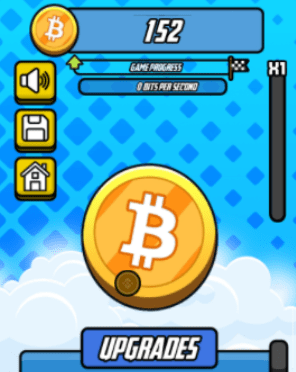 152
GAME PROGRESS
X1
0 BITS PER SECOND
UPGRADES